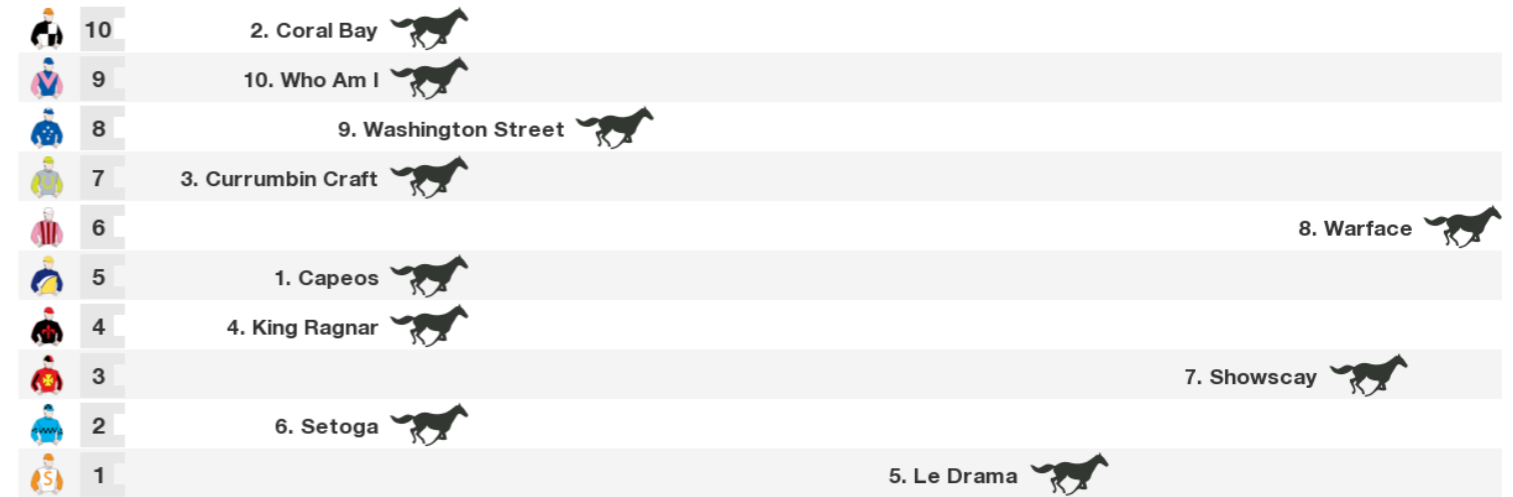 10 2. Coral Bay
9 10. Who Am I
8 9. Washington Street
7 3. Currumbin Craft
6 8. Warface
5 1. Capeos
4 4. King Ragnar
3 7. Showscay
2 6. Setoga
S 1 5. Le Drama